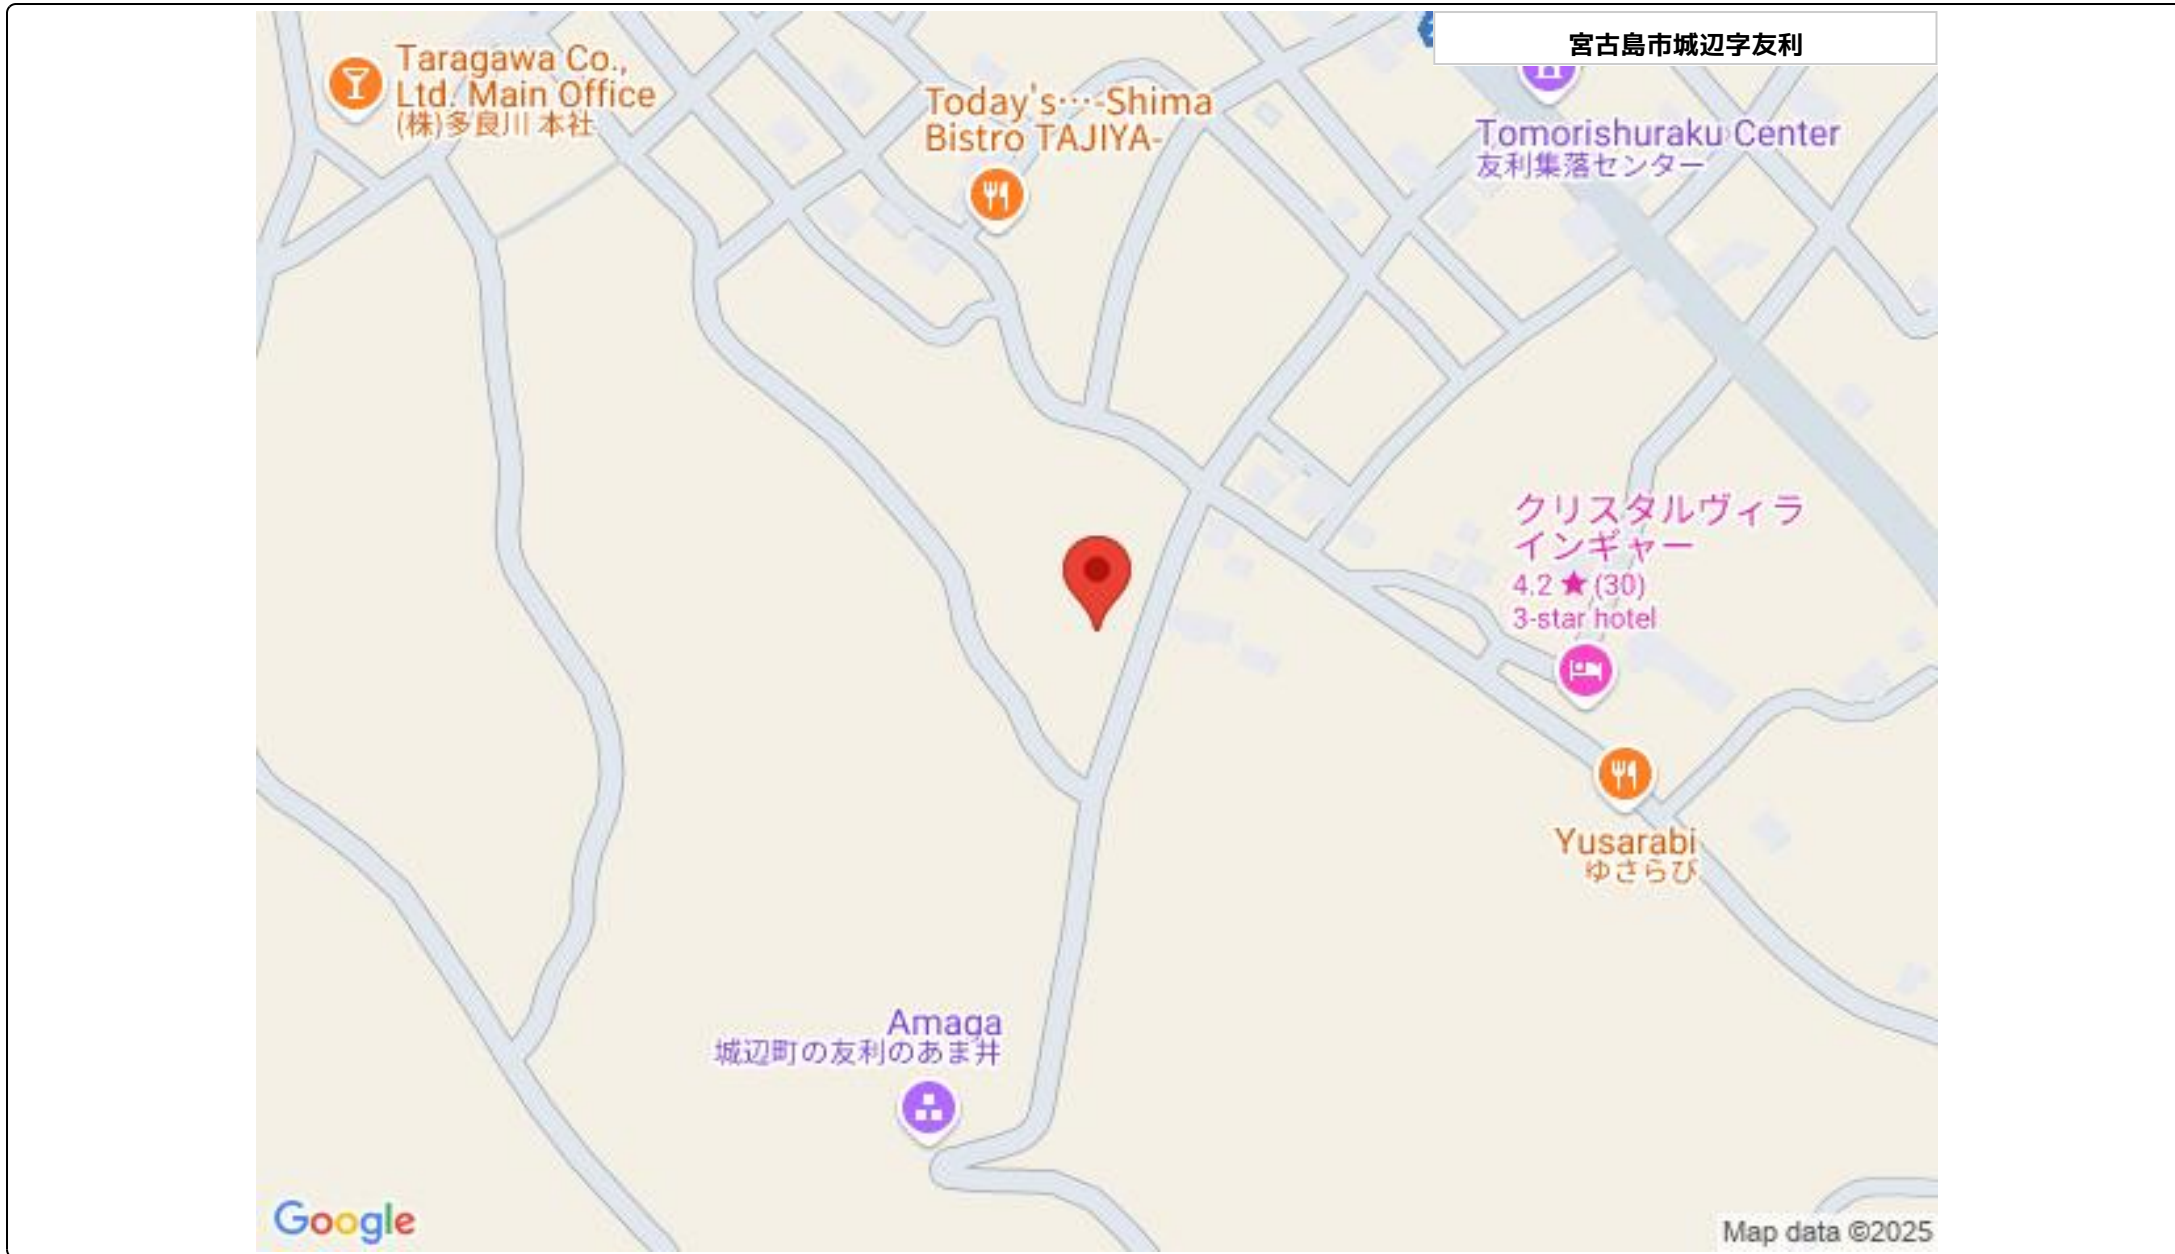 宮古島市城辺字友利
Taragawa Co.,
Ltd. Main Office
(株)多良川 本社
Today's…-Shima
Bistro TAJIYA-
Tomorishuraku Center
友利集落センター
クリスタルヴィラ
インギャー
4.2 ★ (30)
3-star hotel
Yusarabi
ゆさらび
Amaga
城辺町の友利のあま井
Google
Map data ©2025